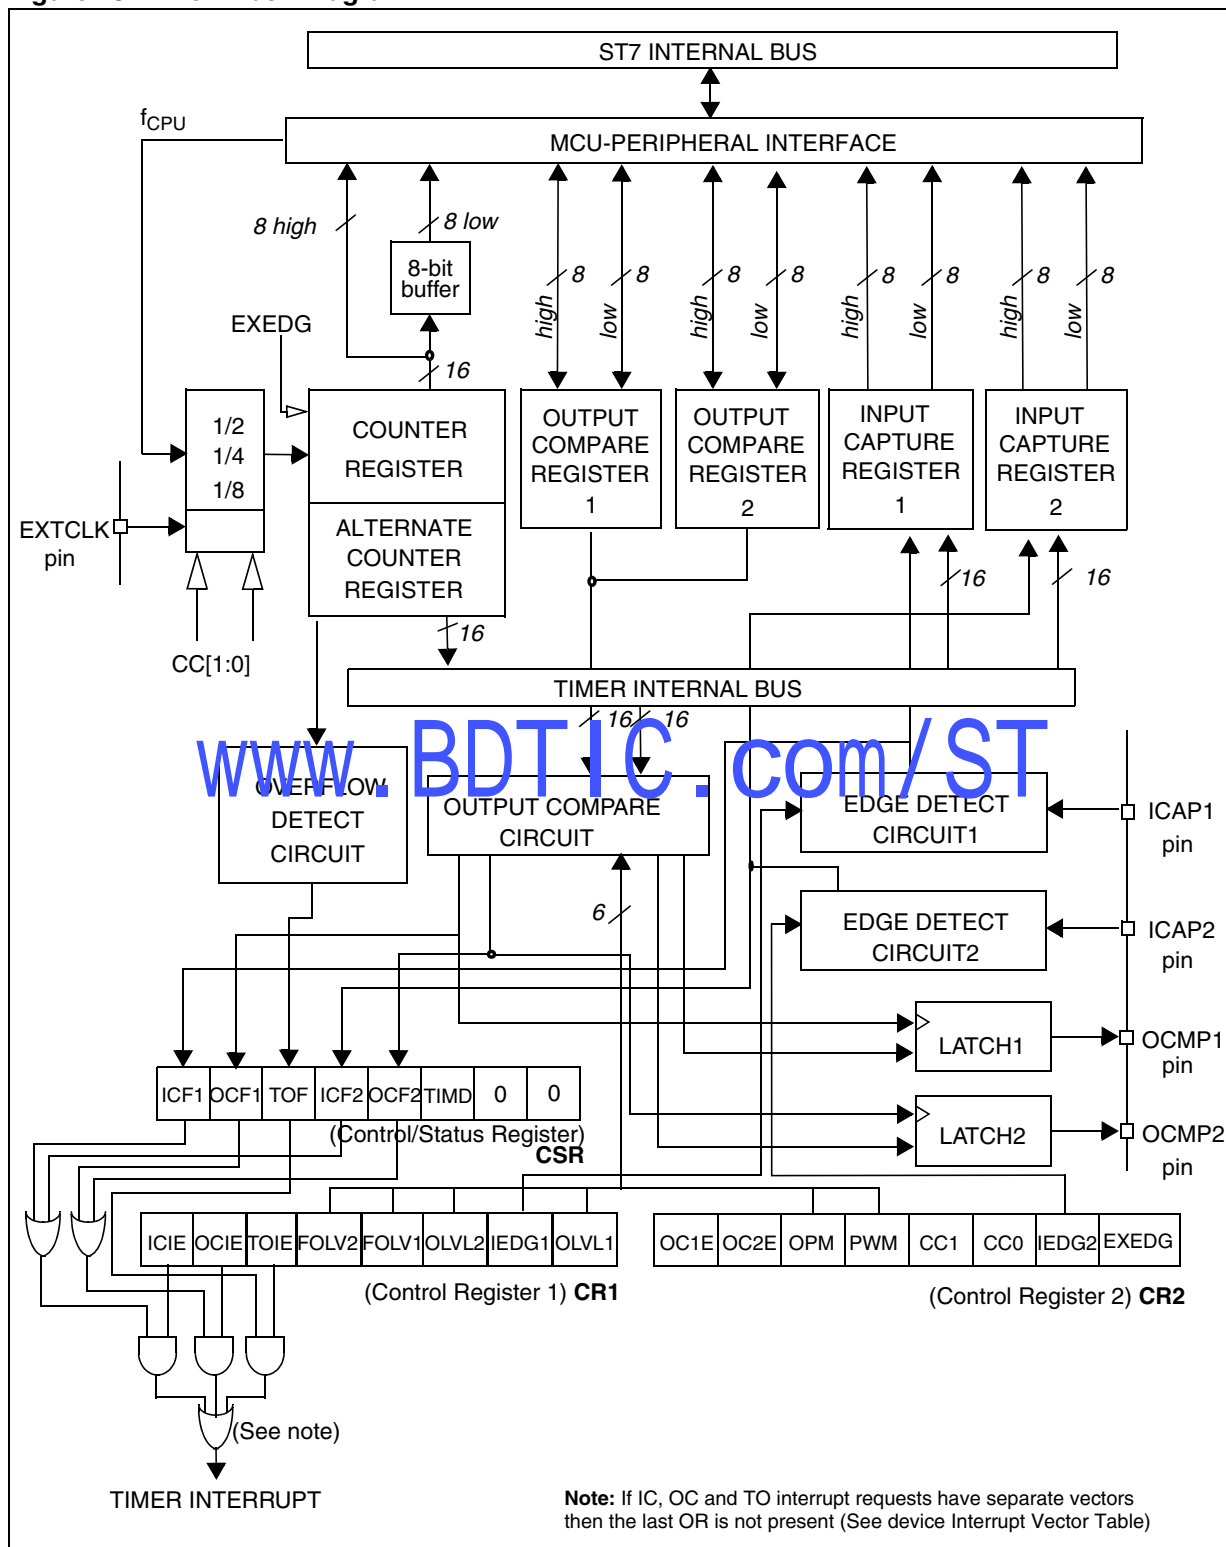 ST7 INTERNAL BUS
fCPU
MCU-PERIPHERAL INTERFACE
8 high
8 low
8-bit
buffer
8
8
8
8
8
8
8
8
high
low
high
low
high
low
high
low
EXEDG
16
1/2
1/4
1/8
COUNTER
REGISTER
OUTPUT
COMPARE
REGISTER
1
OUTPUT
COMPARE
REGISTER
2
INPUT
CAPTURE
REGISTER
1
INPUT
CAPTURE
REGISTER
2
EXTCLK
pin
ALTERNATE
COUNTER
REGISTER
16
16
16
CC[1:0]
TIMER INTERNAL BUS
16
16
www.BDTIC.com/ST
OVERFLOW
DETECT
CIRCUIT
OUTPUT COMPARE
CIRCUIT
EDGE DETECT
CIRCUIT1
ICAP1
pin
6
EDGE DETECT
CIRCUIT2
ICAP2
pin
LATCH1
OCMP1
pin
ICF1 OCF1 TOF ICF2 OCF2 TIMD 0 0
(Control/Status Register)
CSR
LATCH2
OCMP2
pin
ICIE OCIE TOIE FOLV2 FOLV1 OLVL2 IEDG1 OLVL1
OC1E OC2E OPM PWM CC1 CC0 IEDG2 EXEDG
(Control Register 1) CR1
(Control Register 2) CR2
(See note)
TIMER INTERRUPT
Note: If IC, OC and TO interrupt requests have separate vectors
then the last OR is not present (See device Interrupt Vector Table)